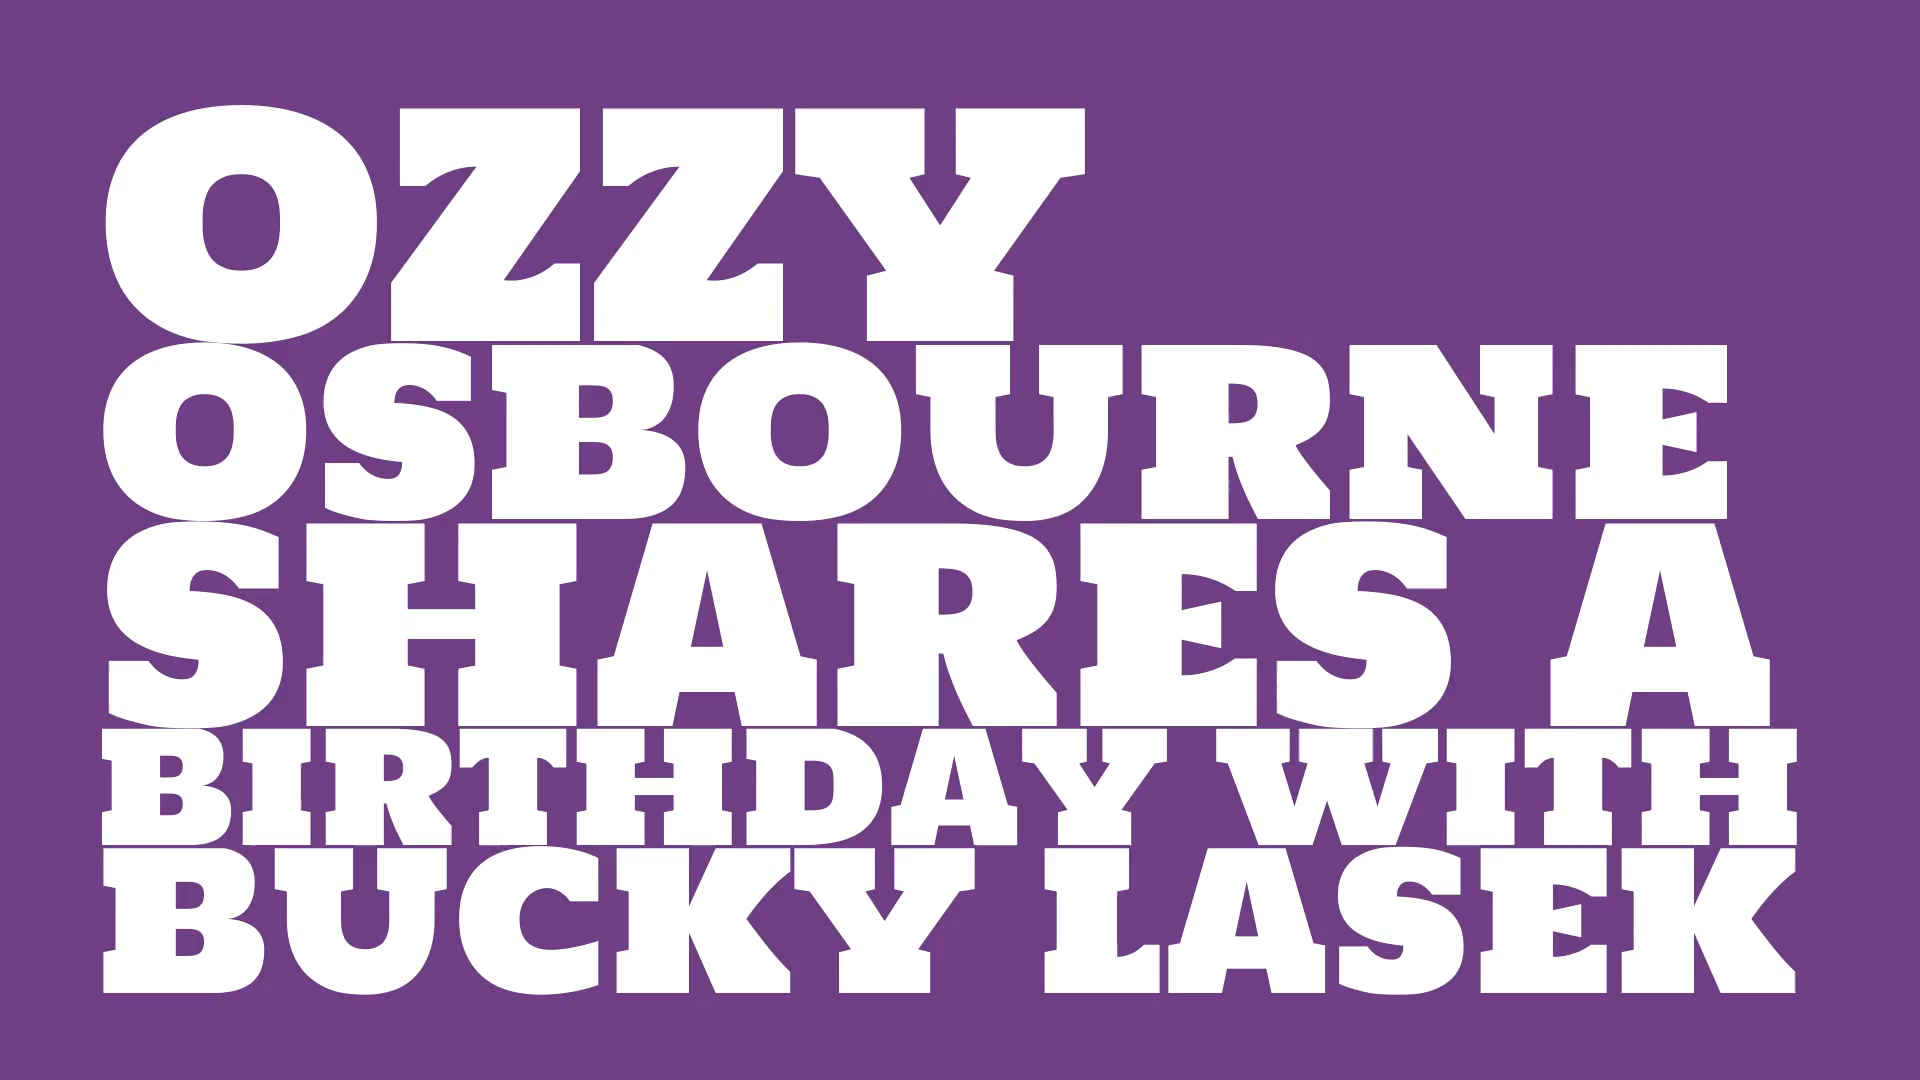 OZZY
OSBOURNE
SHARES A
BIRTHDAY WITH
BUCKY LASEK